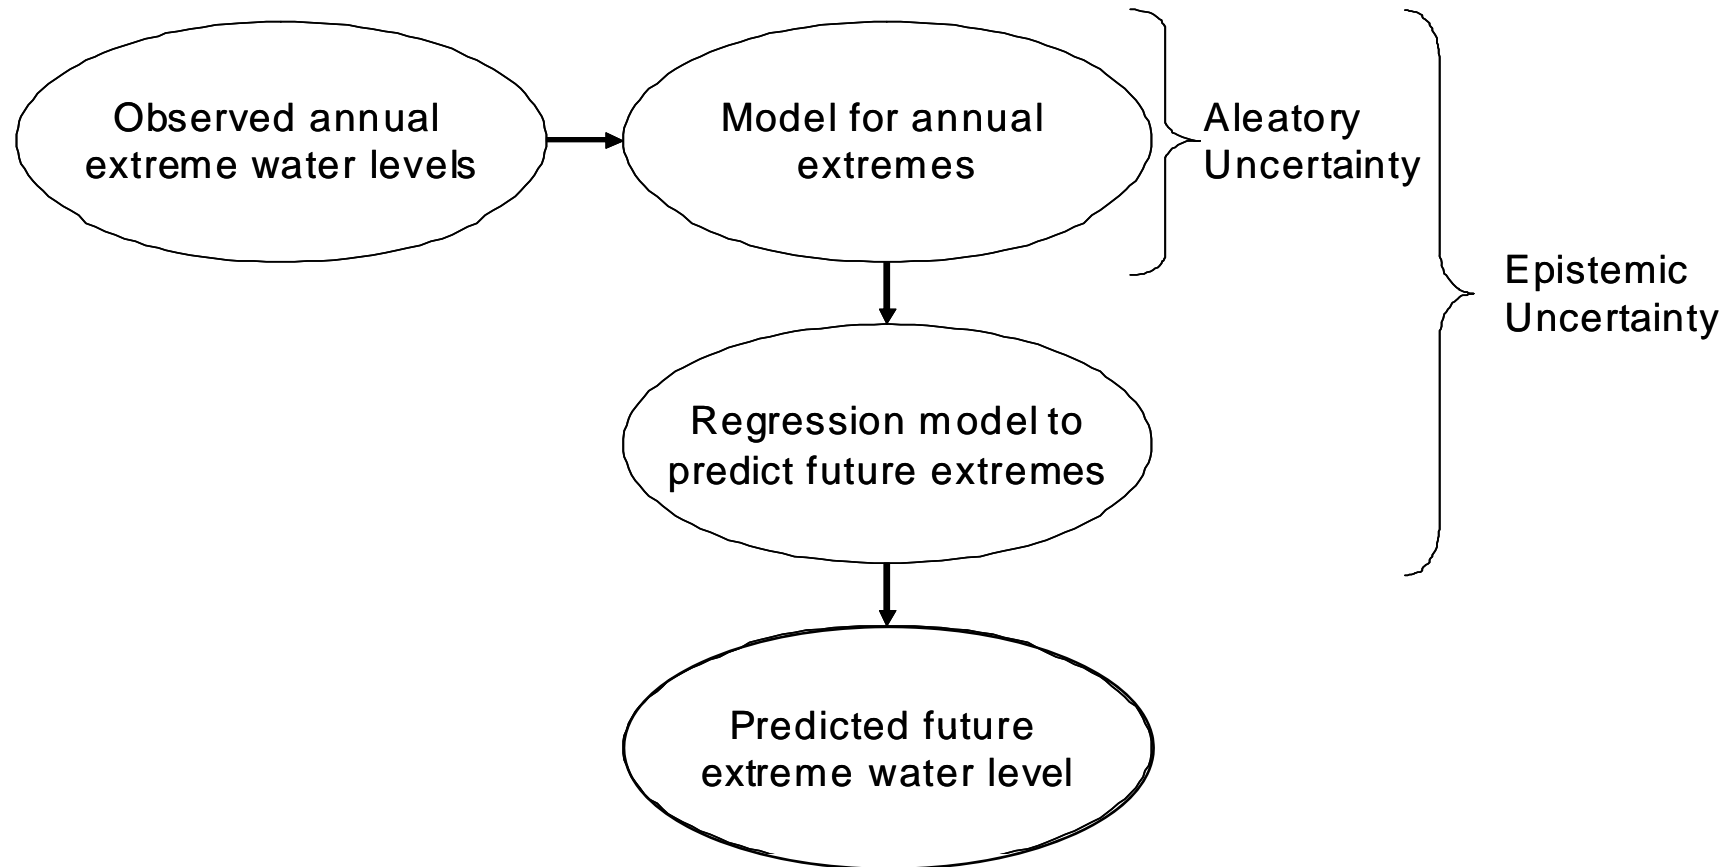 Observed annual
extreme water levels
Model for annual
extremes
Aleatory
Uncertainty
Epistemic
Uncertainty
Regression model to
predict future extremes
Predicted future
extreme water level